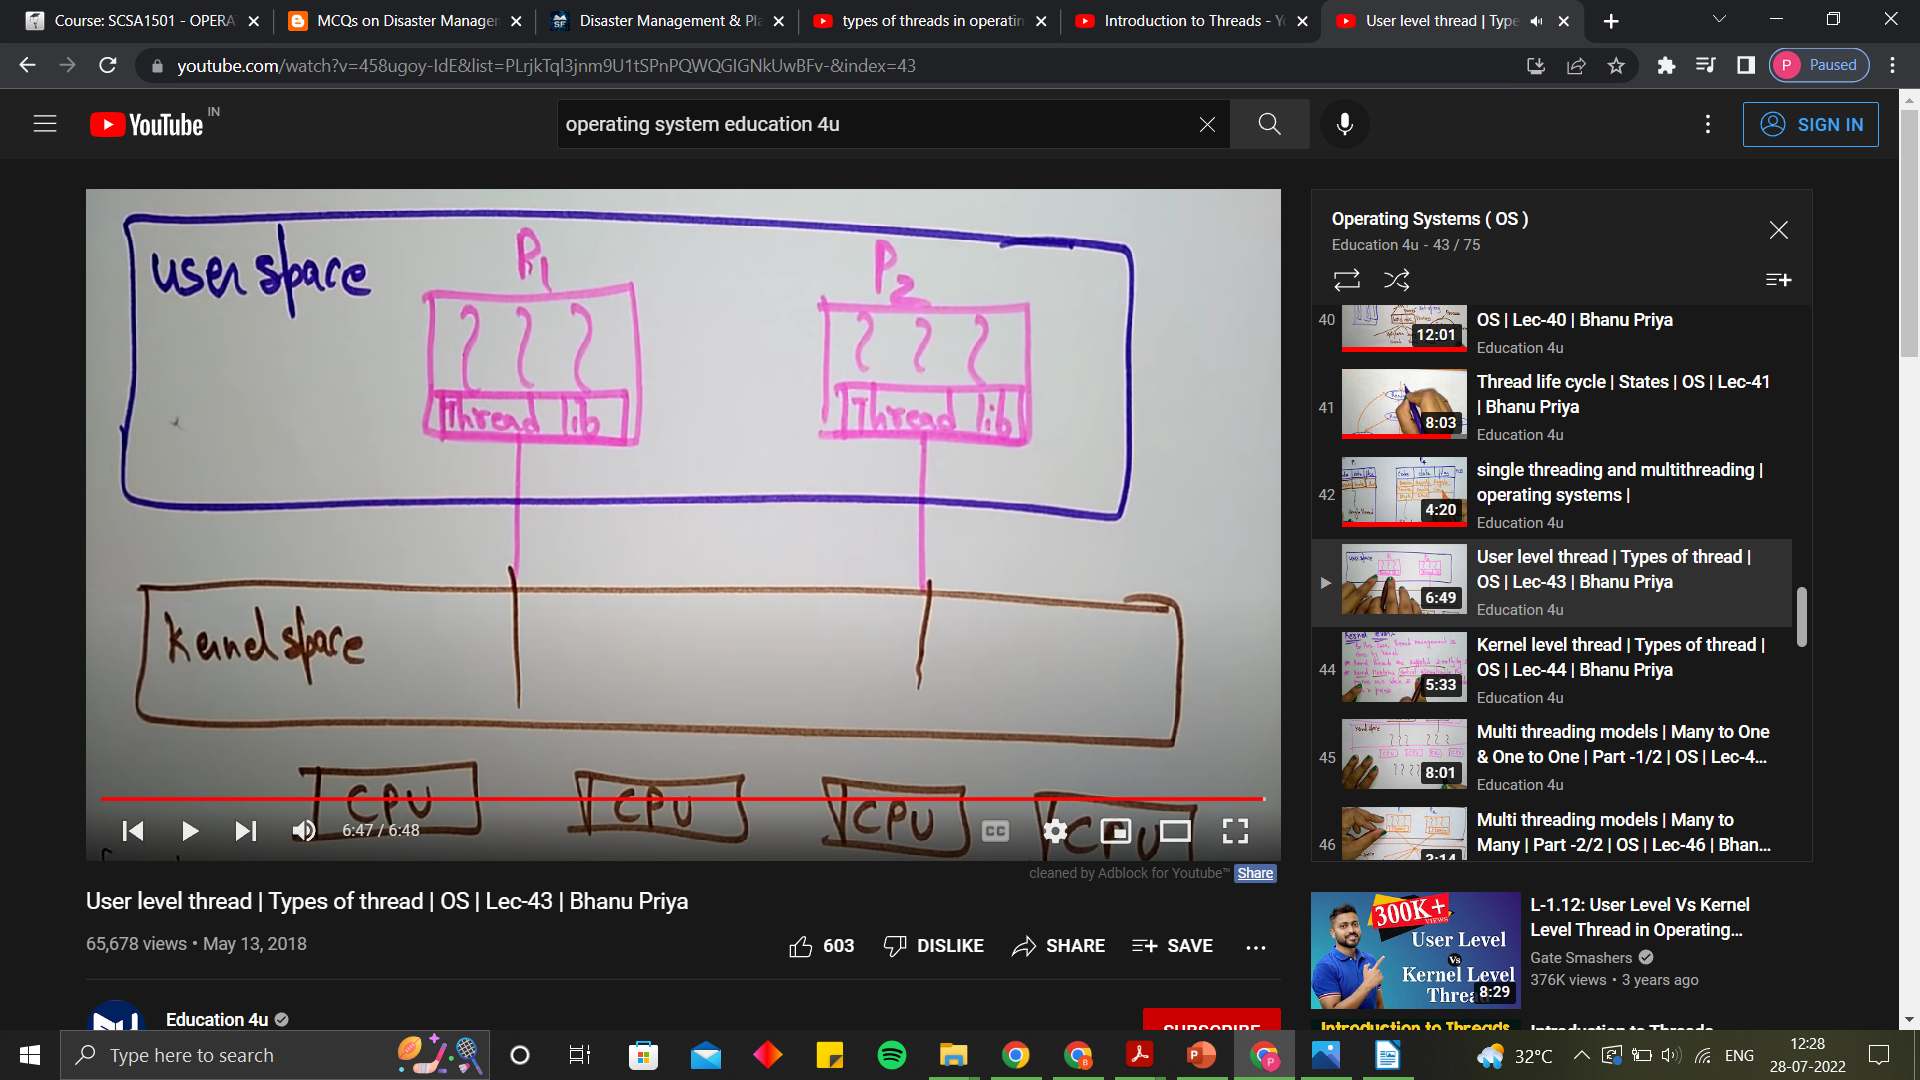 Course: SCSA1501 - OPERA
MCQs on Disaster Managem
Disaster Management & Pla
types of threads in operatin
Introduction to Threads - Yo
User level thread | Type
youtube.com/watch?v=458ugoy-IdE&list=PLrjkTql3jnm9U1tSPnPQWQGIGNkUwBFv-&index=43
P
Paused
YouTube
IN
operating system education 4u
SIGN IN
user space
P1
P2
Thread lib
Thread lib
Kernel space
CPU
CPU
CPU
CPU
6:47 / 6:48
CC
cleaned by Adblock for Youtube™ Share
User level thread | Types of thread | OS | Lec-43 | Bhanu Priya
65,678 views • May 13, 2018
603
DISLIKE
SHARE
SAVE
Education 4u
SUBSCRIBE
Operating Systems ( OS )
Education 4u - 43 / 75
40
12:01
OS | Lec-40 | Bhanu Priya
Education 4u
41
8:03
Thread life cycle | States | OS | Lec-41
| Bhanu Priya
Education 4u
42
4:20
single threading and multithreading |
operating systems |
Education 4u
6:49
User level thread | Types of thread |
OS | Lec-43 | Bhanu Priya
Education 4u
44
5:33
Kernel level thread | Types of thread |
OS | Lec-44 | Bhanu Priya
Education 4u
45
8:01
Multi threading models | Many to One
& One to One | Part -1/2 | OS | Lec-4...
Education 4u
46
3:14
Multi threading models | Many to
Many | Part -2/2 | OS | Lec-46 | Bhan...
300K+
VIEWS
User Level
Vs
Kernel Level
Thread
8:29
L-1.12: User Level Vs Kernel
Level Thread in Operating...
Gate Smashers
376K views • 3 years ago
Introduction to Threads
Introduction to Threads
Type here to search
32°C
ENG
12:28
28-07-2022